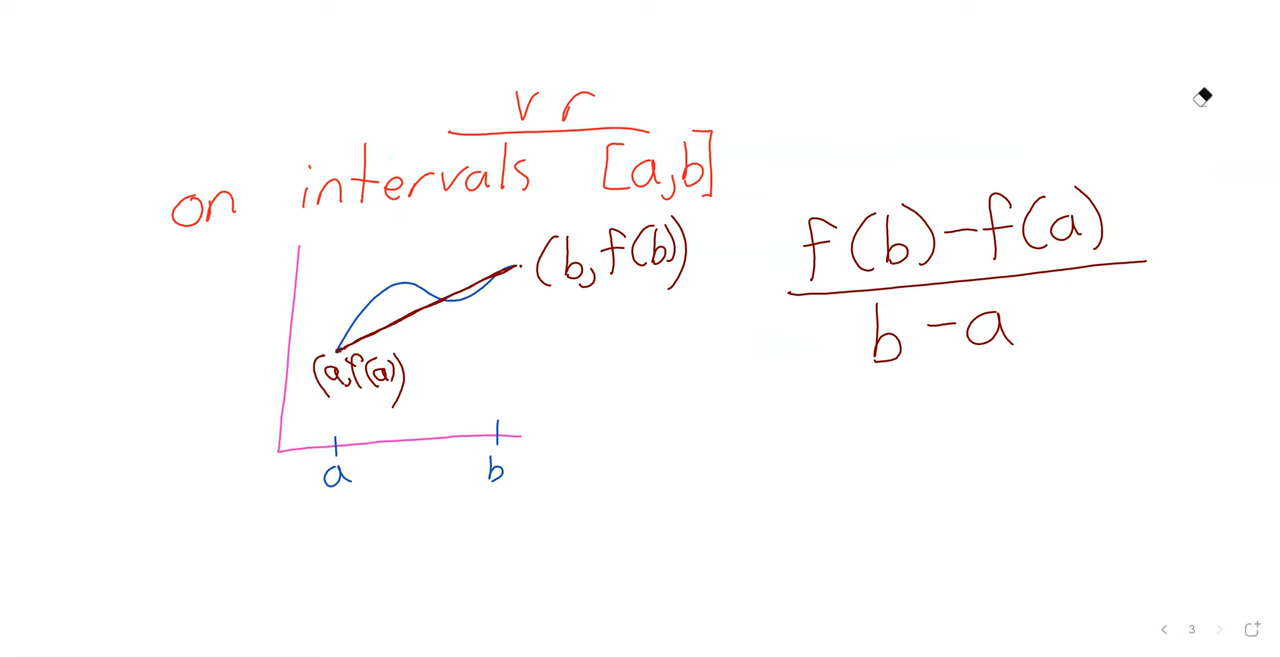 v r
on intervals [a,b]
(b, f(b))
(a, f(a))
a
b
f(b) - f(a)
b - a
3